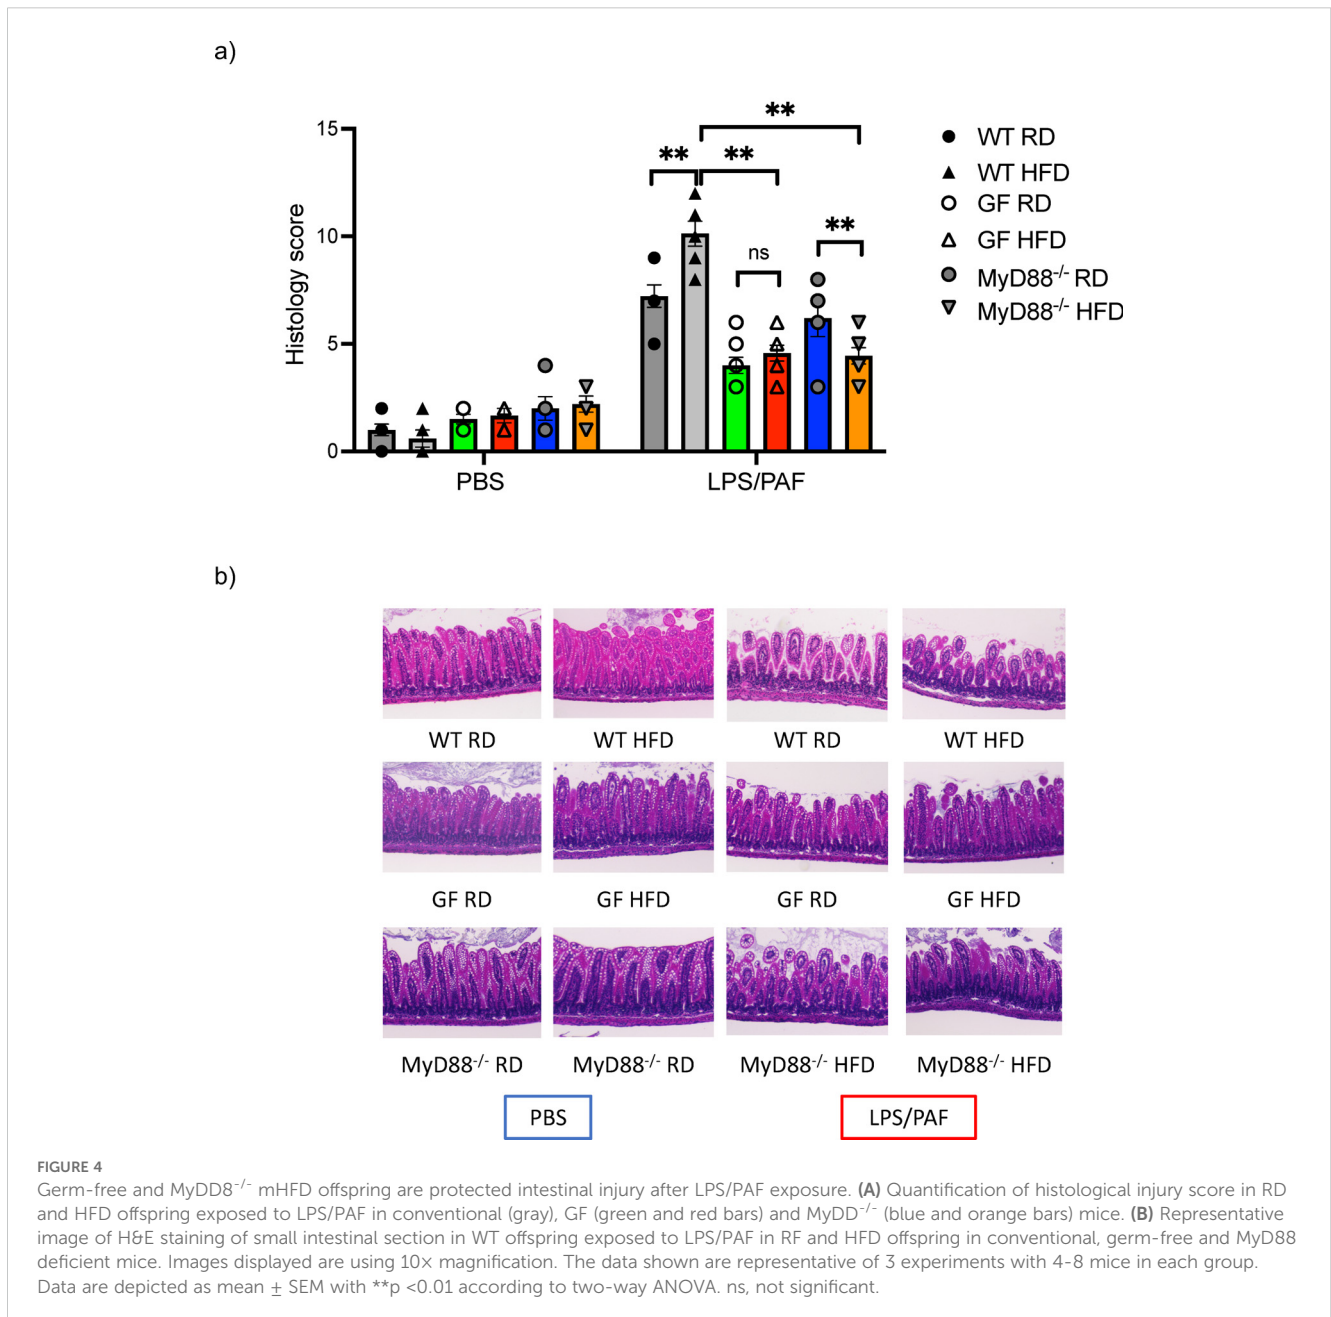 a)
15
10
5
0
Histology score
**
**
**
ns
**
PBS
LPS/PAF
WT RD
WT HFD
GF RD
GF HFD
MyD88-/- RD
MyD88-/- HFD
b)
WT RD WT HFD WT RD WT HFD
GF RD GF HFD GF RD GF HFD
MyD88-/- RD MyD88-/- RD MyD88-/- HFD MyD88-/- HFD
PBS LPS/PAF
FIGURE 4
Germ-free and MyDD8-/- mHFD offspring are protected intestinal injury after LPS/PAF exposure. (A) Quantification of histological injury score in RD
and HFD offspring exposed to LPS/PAF in conventional (gray), GF (green and red bars) and MyDD-/- (blue and orange bars) mice. (B) Representative
image of H&E staining of small intestinal section in WT offspring exposed to LPS/PAF in RF and HFD offspring in conventional, germ-free and MyD88
deficient mice. Images displayed are using 10× magnification. The data shown are representative of 3 experiments with 4-8 mice in each group.
Data are depicted as mean ± SEM with **p <0.01 according to two-way ANOVA. ns, not significant.